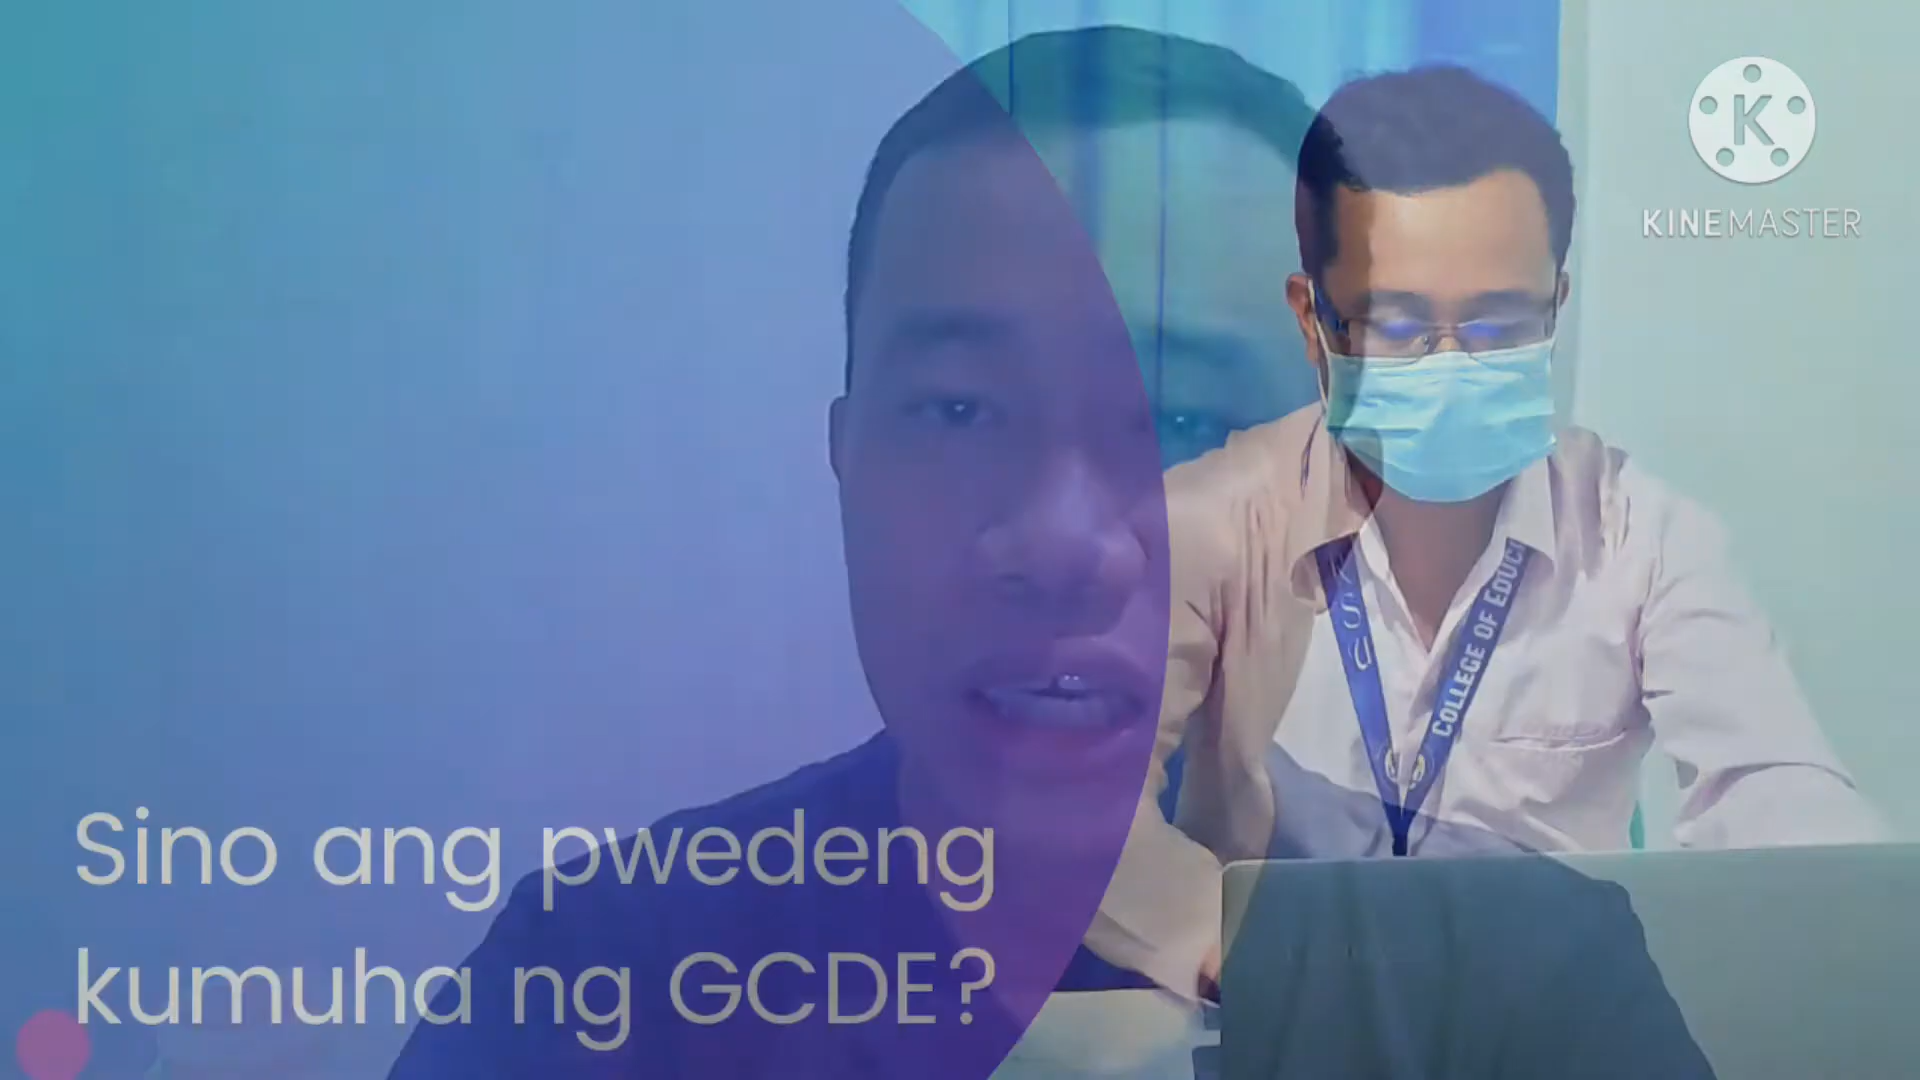 K
KINEMASTER
COLLEGE OF EDUC
Sino ang pwedeng
kumuha ng GCDE?